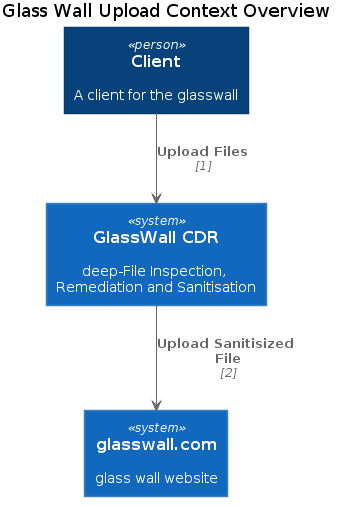 Glass Wall Upload Context Overview
«person»
Client
A client for the glasswall
Upload Files
[1]
«system»
GlassWall CDR
deep-File Inspection,
Remediation and Sanitisation
Upload Sanitisized
File
[2]
«system»
glasswall.com
glass wall website